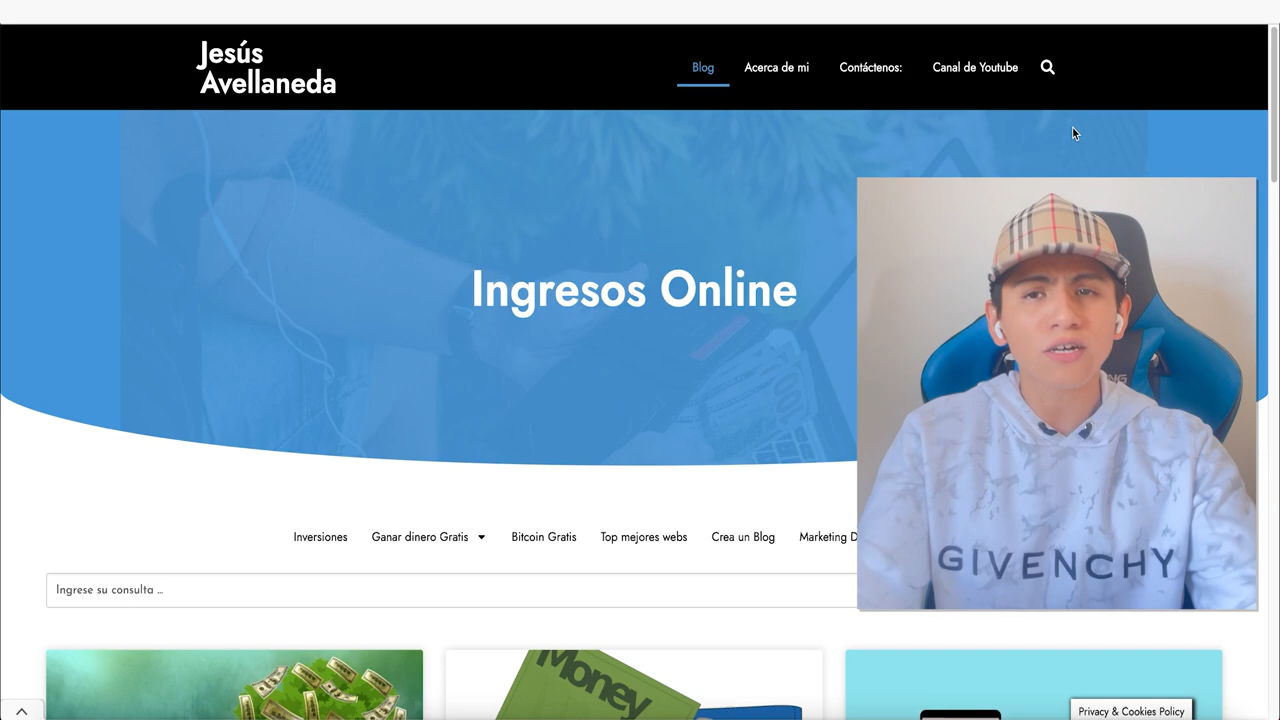 Jesús
Avellaneda
Blog
Acerca de mi
Contáctenos:
Canal de Youtube
Ingresos Online
Inversiones
Ganar dinero Gratis
Bitcoin Gratis
Top mejores webs
Crea un Blog
Marketing D
Ingrese su consulta ...
GIVENCHY
Money
Privacy & Cookies Policy